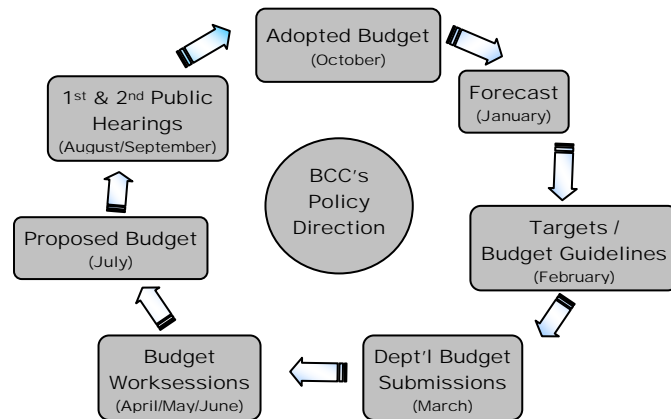 Adopted Budget
(October)
Forecast
(January)
Targets /
Budget Guidelines
(February)
Dept'l Budget
Submissions
(March)
Budget
Worksessions
(April/May/June)
Proposed Budget
(July)
1st & 2nd Public
Hearings
(August/September)
BCC's
Policy
Direction